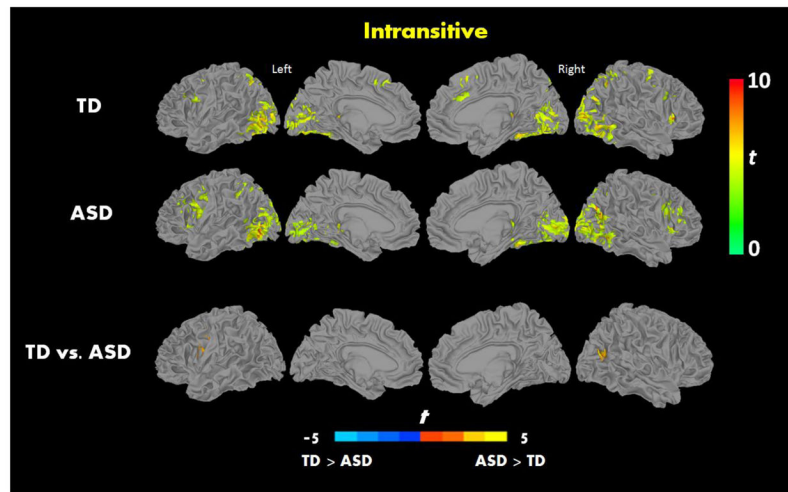 Intransitive
Left
Right
TD
10
t
0
ASD
TD vs. ASD
t
-5
5
TD > ASD
ASD > TD